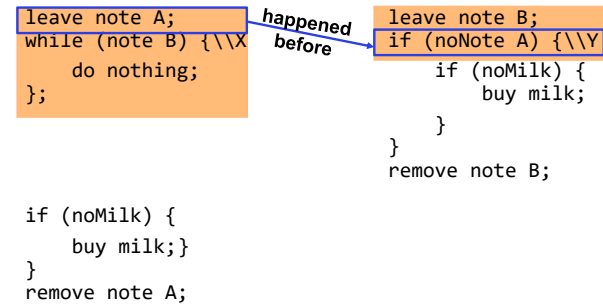 leave note A;
while (note B) {\\X
do nothing;
};
if (noMilk) {
buy milk;}
}
remove note A;
happened
before
leave note B;
if (noNote A) {\\Y
if (noMilk) {
buy milk;
}
}
remove note B;